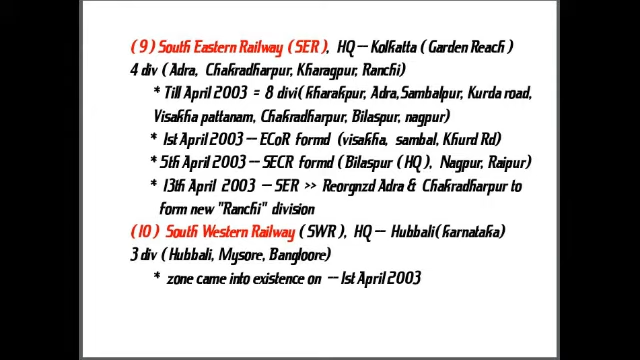 (9) South Eastern Railway (SER), HQ – Kolkatta (Garden Reach)
4 div (Adra, Chakradharpur, Kharagpur, Ranchi)
* Till April 2003 = 8 divi(kharakpur, Adra,Sambalpur, Kurda road,
Visakha pattanam, Chakradharpur, Bilaspur, nagpur)
* 1st April 2003 – ECoR formd (visakha, sambal, Khurd Rd)
* 5th April 2003 – SECR formd (Bilaspur (HQ), Nagpur, Raipur)
* 13th April 2003 – SER >> Reorgnzd Adra & Chakradharpur to
form new "Ranchi" division
(10) South Western Railway (SWR), HQ – Hubbali(karnataka)
3 div (Hubbali, Mysore, Bangloore)
* zone came into existence on -- 1st April 2003